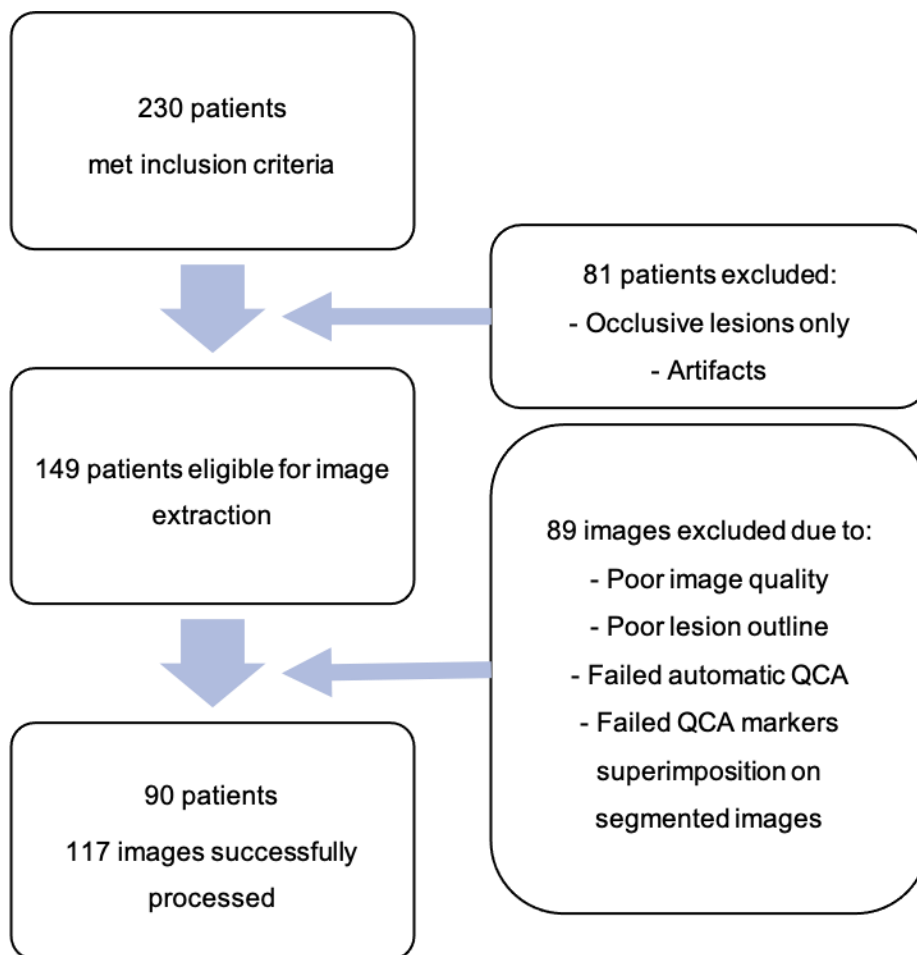 230 patients
met inclusion criteria
81 patients excluded:
- Occlusive lesions only
- Artifacts
149 patients eligible for image
extraction
89 images excluded due to:
- Poor image quality
- Poor lesion outline
- Failed automatic QCA
- Failed QCA markers
superimposition on
segmented images
90 patients
117 images successfully
processed